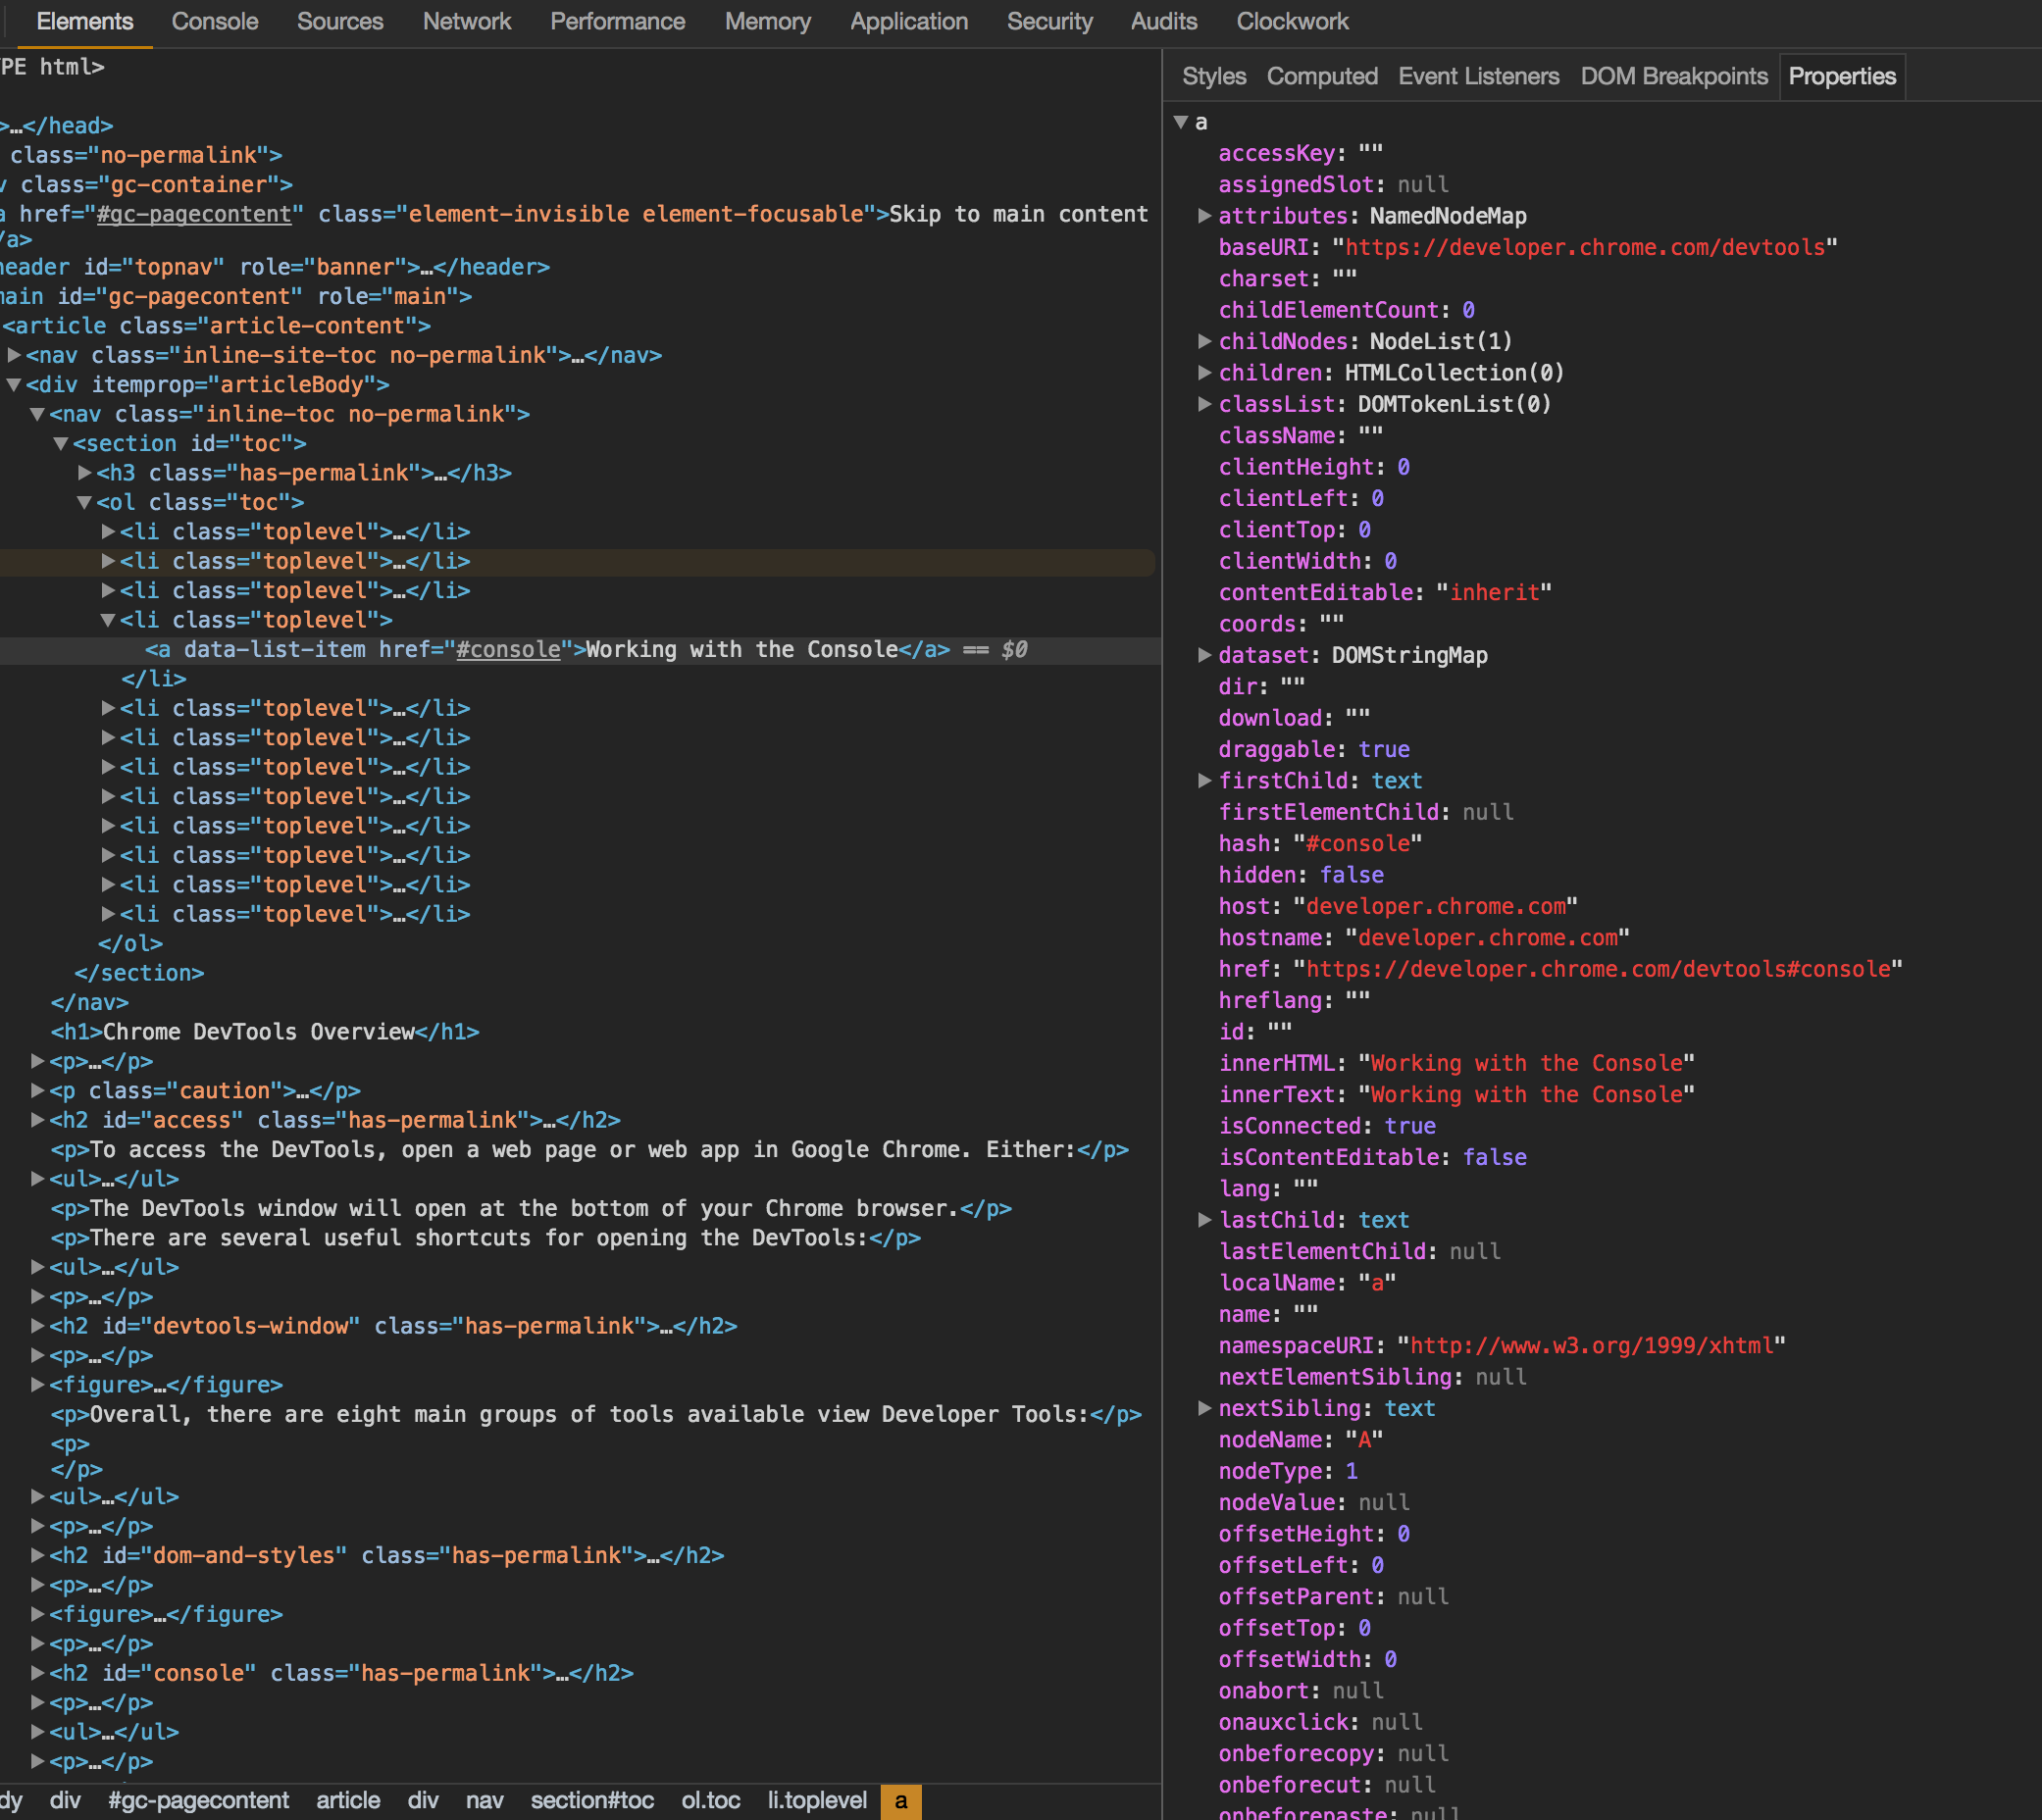 Elements Console Sources Network Performance Memory Application Security Audits Clockwork
PE html>
>…</head>
class="no-permalink">
v class="gc-container">
a href="#gc-pagecontent" class="element-invisible element-focusable">Skip to main content
/a>
header id="topnav" role="banner">…</header>
main id="gc-pagecontent" role="main">
<article class="article-content">
▶<nav class="inline-site-toc no-permalink">…</nav>
▼<div itemprop="articleBody">
▼<nav class="inline-toc no-permalink">
▼<section id="toc">
▶<h3 class="has-permalink">…</h3>
▼<ol class="toc">
▶<li class="toplevel">…</li>
▶<li class="toplevel">…</li>
▶<li class="toplevel">…</li>
▼<li class="toplevel">
<a data-list-item href="#console">Working with the Console</a> == $0
</li>
▶<li class="toplevel">…</li>
▶<li class="toplevel">…</li>
▶<li class="toplevel">…</li>
▶<li class="toplevel">…</li>
▶<li class="toplevel">…</li>
▶<li class="toplevel">…</li>
▶<li class="toplevel">…</li>
▶<li class="toplevel">…</li>
</ol>
</section>
</nav>
<h1>Chrome DevTools Overview</h1>
▶<p>…</p>
▶<p class="caution">…</p>
▶<h2 id="access" class="has-permalink">…</h2>
<p>To access the DevTools, open a web page or web app in Google Chrome. Either:</p>
▶<ul>…</ul>
<p>The DevTools window will open at the bottom of your Chrome browser.</p>
<p>There are several useful shortcuts for opening the DevTools:</p>
▶<ul>…</ul>
▶<p>…</p>
▶<h2 id="devtools-window" class="has-permalink">…</h2>
▶<p>…</p>
▶<figure>…</figure>
<p>Overall, there are eight main groups of tools available view Developer Tools:</p>
<p>
</p>
▶<ul>…</ul>
▶<p>…</p>
▶<h2 id="dom-and-styles" class="has-permalink">…</h2>
▶<p>…</p>
▶<figure>…</figure>
▶<p>…</p>
▶<h2 id="console" class="has-permalink">…</h2>
▶<p>…</p>
▶<ul>…</ul>
▶<p>…</p>
dy div #gc-pagecontent article div nav section#toc ol.toc li.toplevel a
Styles Computed Event Listeners DOM Breakpoints Properties
▼ a
accessKey: ""
assignedSlot: null
▶ attributes: NamedNodeMap
baseURI: "https://developer.chrome.com/devtools"
charset: ""
childElementCount: 0
▶ childNodes: NodeList(1)
▶ children: HTMLCollection(0)
▶ classList: DOMTokenList(0)
className: ""
clientHeight: 0
clientLeft: 0
clientTop: 0
clientWidth: 0
contentEditable: "inherit"
coords: ""
▶ dataset: DOMStringMap
dir: ""
download: ""
draggable: true
▶ firstChild: text
firstElementChild: null
hash: "#console"
hidden: false
host: "developer.chrome.com"
hostname: "developer.chrome.com"
href: "https://developer.chrome.com/devtools#console"
hreflang: ""
id: ""
innerHTML: "Working with the Console"
innerText: "Working with the Console"
isConnected: true
isContentEditable: false
lang: ""
▶ lastChild: text
lastElementChild: null
localName: "a"
name: ""
namespaceURI: "http://www.w3.org/1999/xhtml"
nextElementSibling: null
▶ nextSibling: text
nodeName: "A"
nodeType: 1
nodeValue: null
offsetHeight: 0
offsetLeft: 0
offsetParent: null
offsetTop: 0
offsetWidth: 0
onabort: null
onauxclick: null
onbeforecopy: null
onbeforecut: null
onbeforepaste: null